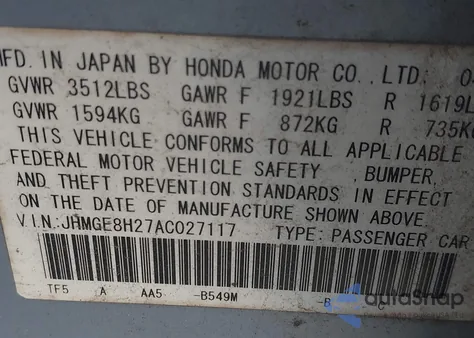 MFD. IN JAPAN BY HONDA MOTOR CO., LTD.
GVWR 3512LBS GAWR F 1921LBS R 1619L
GVWR 1594KG GAWR F 872KG R 735K
THIS VEHICLE CONFORMS TO ALL APPLICABLE
FEDERAL MOTOR VEHICLE SAFETY , BUMPER,
AND THEFT PREVENTION STANDARDS IN EFFECT
ON THE DATE OF MANUFACTURE SHOWN ABOVE.
V.I.N:JHMGE8H27AC027117 TYPE: PASSENGER CAR
TF5 A AA5 -B549M -B C
autoSnap